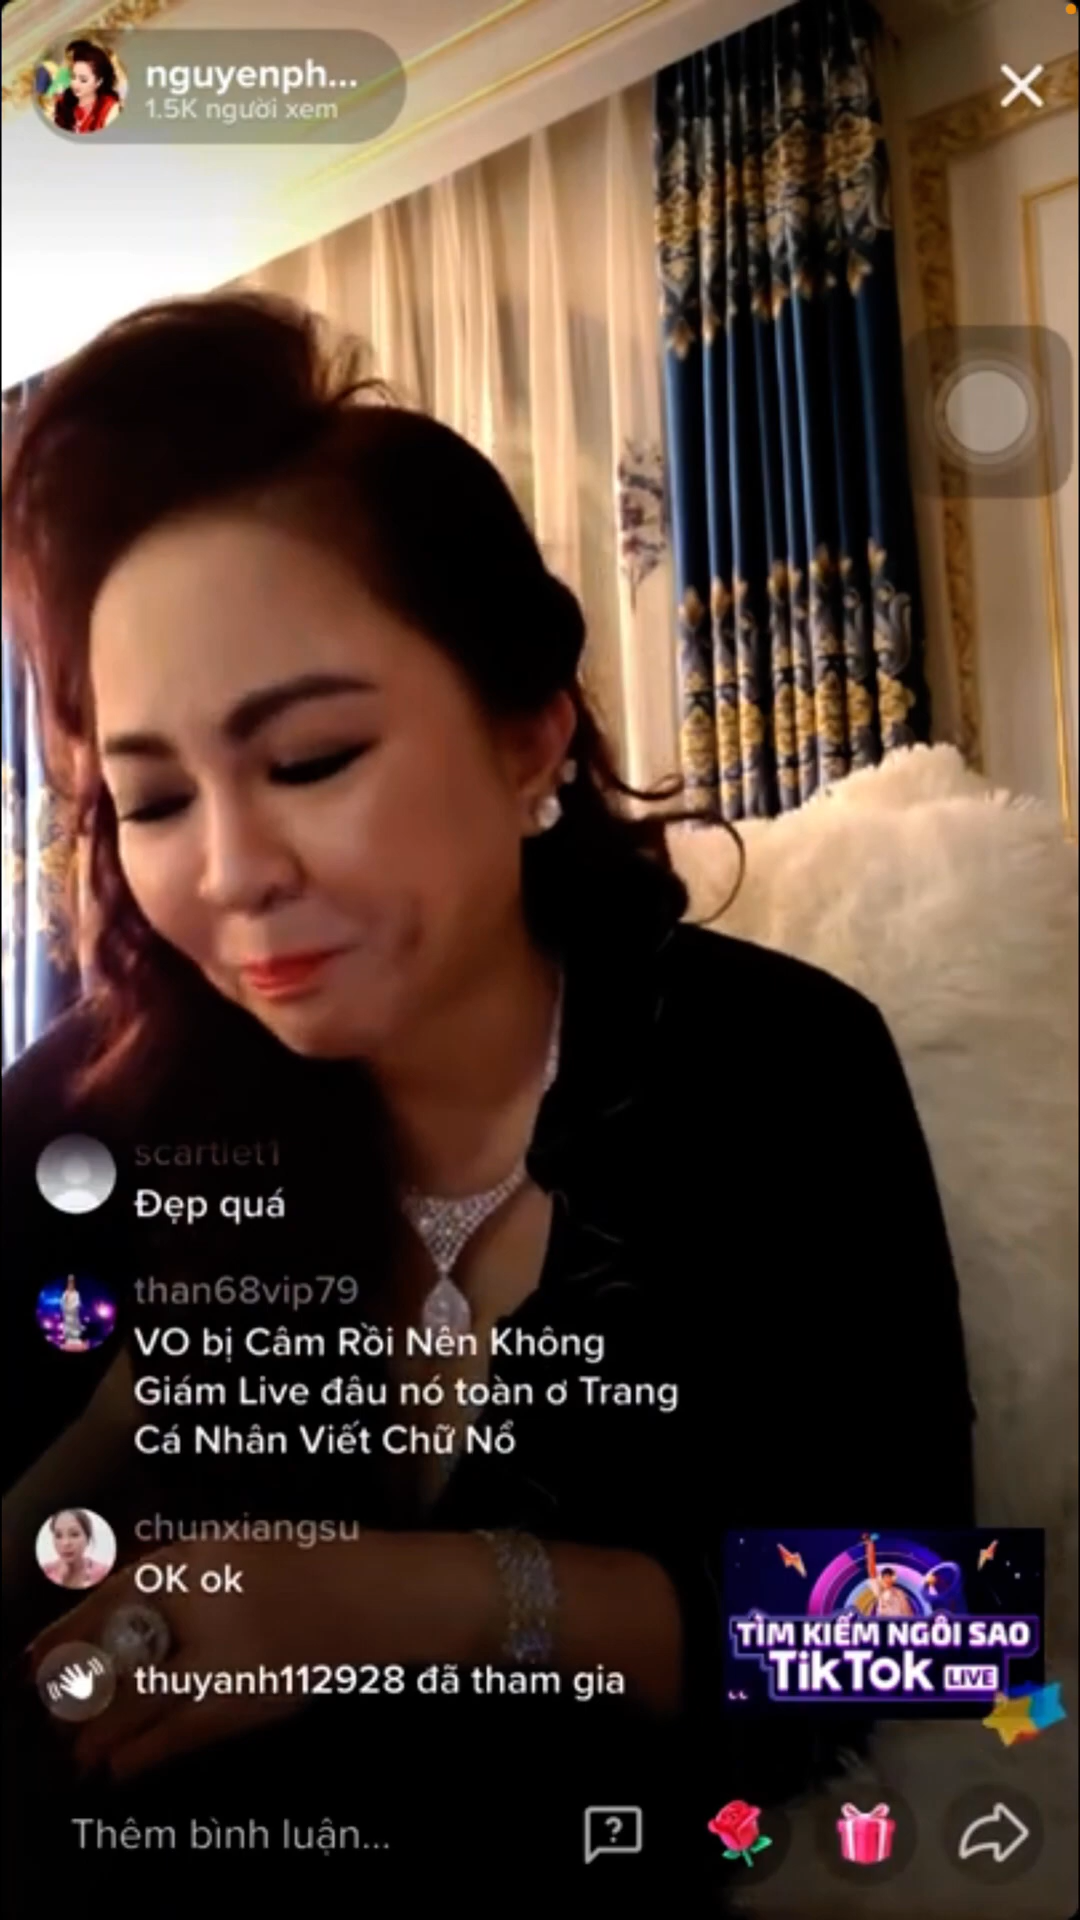 nguyenph...
1.5K người xem
scartlet1
Đẹp quá
than68vip79
VO bị Câm Rồi Nên Không
Giám Live đâu nó toàn ơ Trang
Cá Nhân Viết Chữ Nổ
chunxiangsu
OK ok
thuyanh112928 đã tham gia
TÌM KIẾM NGÔI SAO
TikTok LIVE
Thêm bình luận...